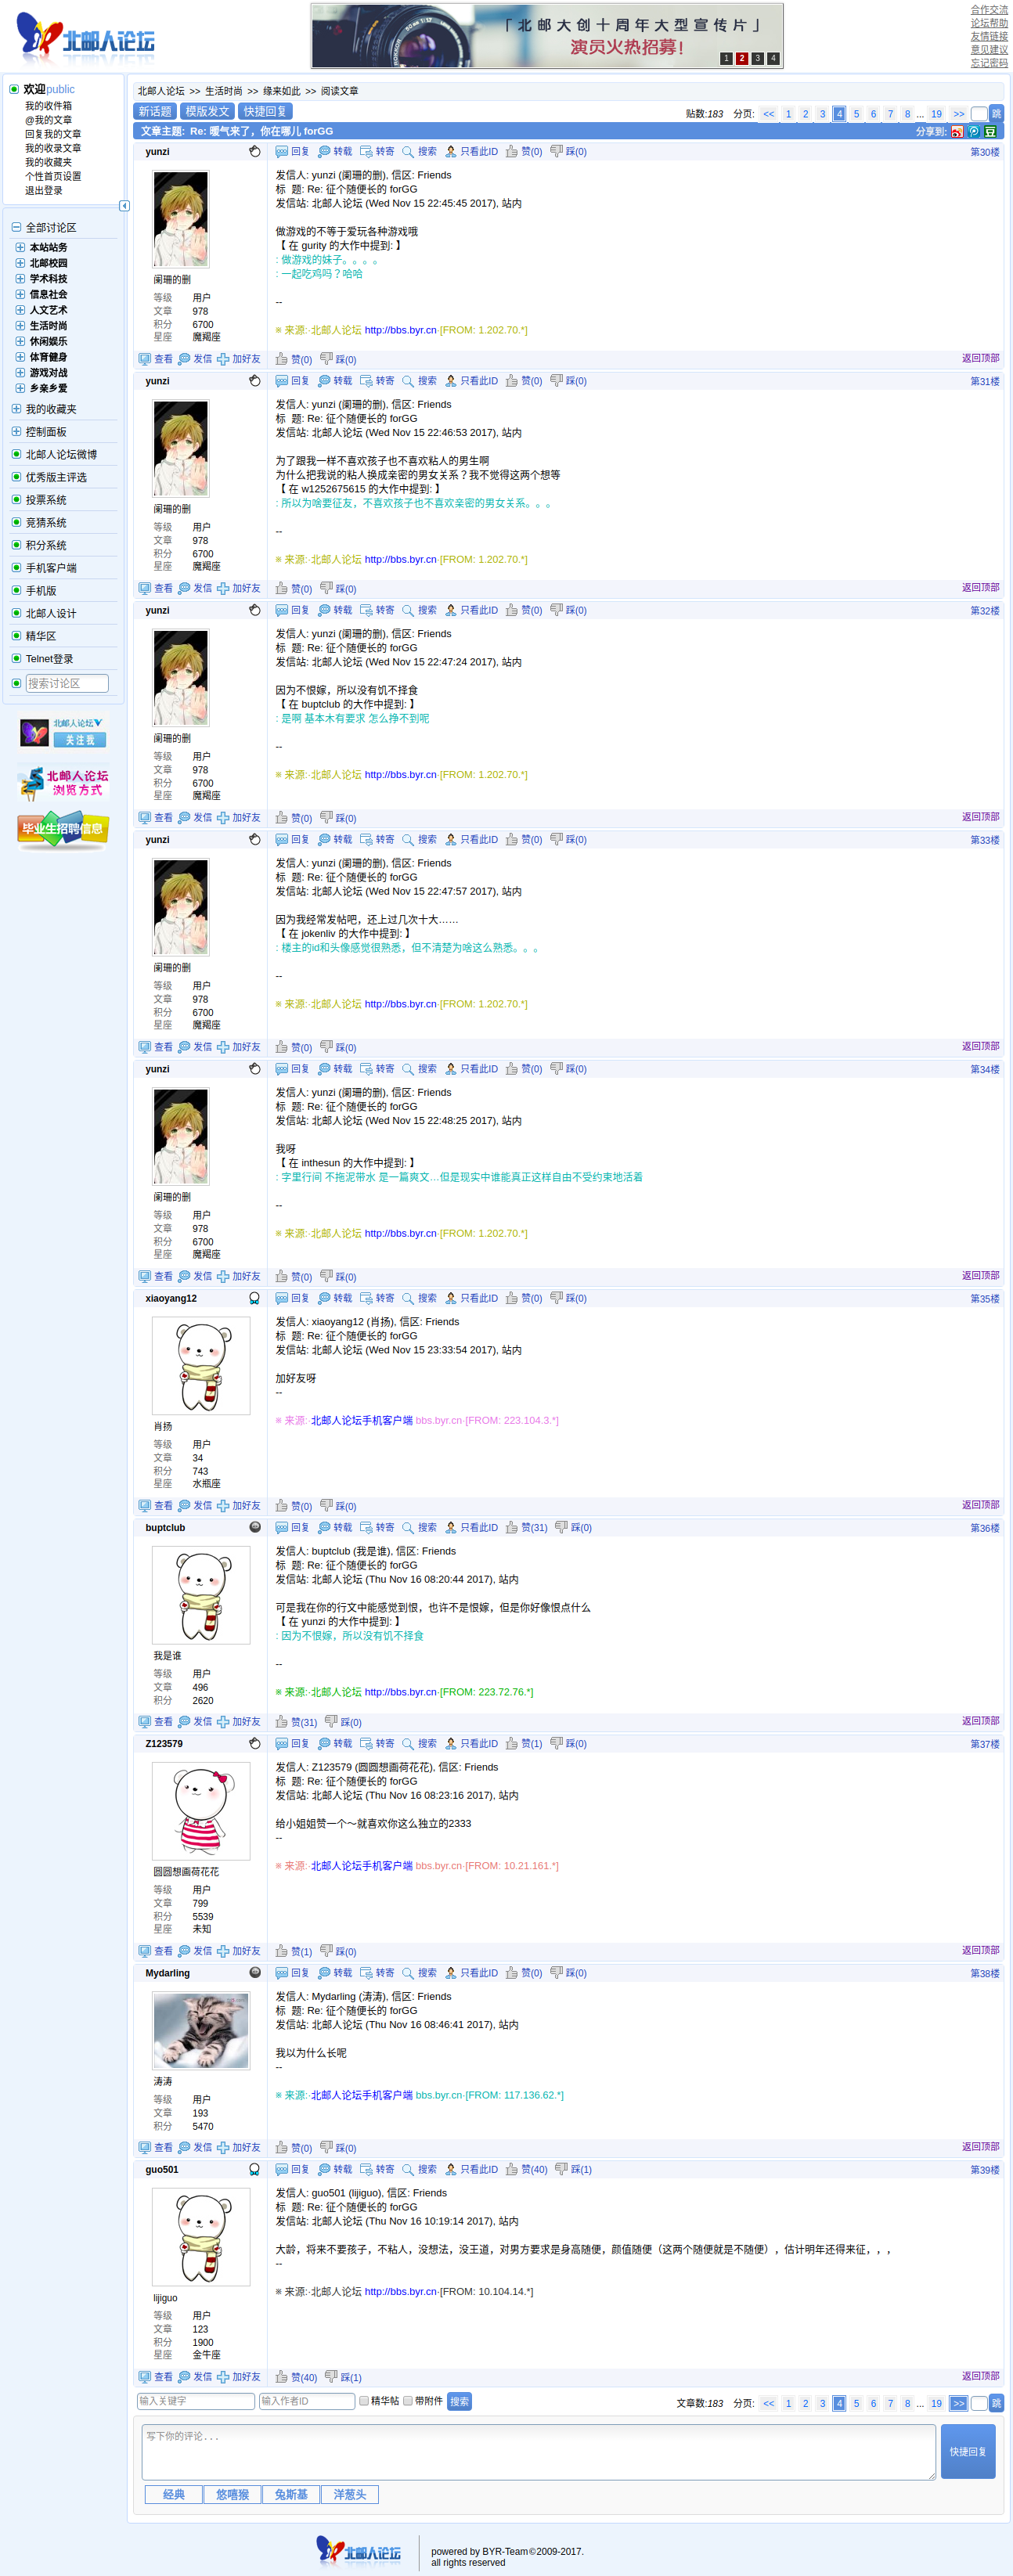 北邮人论坛
「北邮大创十周年大型宣传片」
演员火热招募！
1 2 3 4
合作交流
论坛帮助
友情链接
意见建议
忘记密码
欢迎public
我的收件箱
@我的文章
回复我的文章
我的收录文章
我的收藏夹
个性首页设置
退出登录
全部讨论区
本站站务
北邮校园
学术科技
信息社会
人文艺术
生活时尚
休闲娱乐
体育健身
游戏对战
乡亲乡爱
我的收藏夹
控制面板
北邮人论坛微博
优秀版主评选
投票系统
竞猜系统
积分系统
手机客户端
手机版
北邮人设计
精华区
Telnet登录
搜索讨论区
北邮人论坛
关注我
北邮人论坛
浏览方式
毕业生招聘信息
北邮人论坛 >> 生活时尚 >> 缘来如此 >> 阅读文章
新话题 模版发文 快捷回复
贴数:183 分页: << 1 2 3 4 5 6 7 8 ... 19 >> 跳
文章主题: Re: 暖气来了，你在哪儿 forGG
分享到:
yunzi
回复 转载 转寄 搜索 只看此ID 赞(0) 踩(0)
第30楼
阑珊的删
等级 用户
文章 978
积分 6700
星座 魔羯座
发信人: yunzi (阑珊的删), 信区: Friends
标 题: Re: 征个随便长的 forGG
发信站: 北邮人论坛 (Wed Nov 15 22:45:45 2017), 站内
做游戏的不等于爱玩各种游戏哦
【 在 gurity 的大作中提到: 】
: 做游戏的妹子。。。。
: 一起吃鸡吗？哈哈
--
※ 来源:·北邮人论坛 http://bbs.byr.cn·[FROM: 1.202.70.*]
查看 发信 加好友 赞(0) 踩(0)
返回顶部
yunzi
回复 转载 转寄 搜索 只看此ID 赞(0) 踩(0)
第31楼
阑珊的删
等级 用户
文章 978
积分 6700
星座 魔羯座
发信人: yunzi (阑珊的删), 信区: Friends
标 题: Re: 征个随便长的 forGG
发信站: 北邮人论坛 (Wed Nov 15 22:46:53 2017), 站内
为了跟我一样不喜欢孩子也不喜欢粘人的男生啊
为什么把我说的粘人换成亲密的男女关系？我不觉得这两个想等
【 在 w1252675615 的大作中提到: 】
: 所以为啥要征友，不喜欢孩子也不喜欢亲密的男女关系。。。
--
※ 来源:·北邮人论坛 http://bbs.byr.cn·[FROM: 1.202.70.*]
查看 发信 加好友 赞(0) 踩(0)
返回顶部
yunzi
回复 转载 转寄 搜索 只看此ID 赞(0) 踩(0)
第32楼
阑珊的删
等级 用户
文章 978
积分 6700
星座 魔羯座
发信人: yunzi (阑珊的删), 信区: Friends
标 题: Re: 征个随便长的 forGG
发信站: 北邮人论坛 (Wed Nov 15 22:47:24 2017), 站内
因为不恨嫁，所以没有饥不择食
【 在 buptclub 的大作中提到: 】
: 是啊 基本木有要求 怎么挣不到呢
--
※ 来源:·北邮人论坛 http://bbs.byr.cn·[FROM: 1.202.70.*]
查看 发信 加好友 赞(0) 踩(0)
返回顶部
yunzi
回复 转载 转寄 搜索 只看此ID 赞(0) 踩(0)
第33楼
阑珊的删
等级 用户
文章 978
积分 6700
星座 魔羯座
发信人: yunzi (阑珊的删), 信区: Friends
标 题: Re: 征个随便长的 forGG
发信站: 北邮人论坛 (Wed Nov 15 22:47:57 2017), 站内
因为我经常发帖吧，还上过几次十大……
【 在 jokenliv 的大作中提到: 】
: 楼主的id和头像感觉很熟悉，但不清楚为啥这么熟悉。。。
--
※ 来源:·北邮人论坛 http://bbs.byr.cn·[FROM: 1.202.70.*]
查看 发信 加好友 赞(0) 踩(0)
返回顶部
yunzi
回复 转载 转寄 搜索 只看此ID 赞(0) 踩(0)
第34楼
阑珊的删
等级 用户
文章 978
积分 6700
星座 魔羯座
发信人: yunzi (阑珊的删), 信区: Friends
标 题: Re: 征个随便长的 forGG
发信站: 北邮人论坛 (Wed Nov 15 22:48:25 2017), 站内
我呀
【 在 inthesun 的大作中提到: 】
: 字里行间 不拖泥带水 是一篇爽文…但是现实中谁能真正这样自由不受约束地活着
--
※ 来源:·北邮人论坛 http://bbs.byr.cn·[FROM: 1.202.70.*]
查看 发信 加好友 赞(0) 踩(0)
返回顶部
xiaoyang12
回复 转载 转寄 搜索 只看此ID 赞(0) 踩(0)
第35楼
肖扬
等级 用户
文章 34
积分 743
星座 水瓶座
发信人: xiaoyang12 (肖扬), 信区: Friends
标 题: Re: 征个随便长的 forGG
发信站: 北邮人论坛 (Wed Nov 15 23:33:54 2017), 站内
加好友呀
--
※ 来源:·北邮人论坛手机客户端 bbs.byr.cn·[FROM: 223.104.3.*]
查看 发信 加好友 赞(0) 踩(0)
返回顶部
buptclub
回复 转载 转寄 搜索 只看此ID 赞(31) 踩(0)
第36楼
我是谁
等级 用户
文章 496
积分 2620
发信人: buptclub (我是谁), 信区: Friends
标 题: Re: 征个随便长的 forGG
发信站: 北邮人论坛 (Thu Nov 16 08:20:44 2017), 站内
可是我在你的行文中能感觉到恨，也许不是恨嫁，但是你好像恨点什么
【 在 yunzi 的大作中提到: 】
: 因为不恨嫁，所以没有饥不择食
--
※ 来源:·北邮人论坛 http://bbs.byr.cn·[FROM: 223.72.76.*]
查看 发信 加好友 赞(31) 踩(0)
返回顶部
Z123579
回复 转载 转寄 搜索 只看此ID 赞(1) 踩(0)
第37楼
圆圆想画荷花花
等级 用户
文章 799
积分 5539
星座 未知
发信人: Z123579 (圆圆想画荷花花), 信区: Friends
标 题: Re: 征个随便长的 forGG
发信站: 北邮人论坛 (Thu Nov 16 08:23:16 2017), 站内
给小姐姐赞一个～就喜欢你这么独立的2333
--
※ 来源:·北邮人论坛手机客户端 bbs.byr.cn·[FROM: 10.21.161.*]
查看 发信 加好友 赞(1) 踩(0)
返回顶部
Mydarling
回复 转载 转寄 搜索 只看此ID 赞(0) 踩(0)
第38楼
涛涛
等级 用户
文章 193
积分 5470
发信人: Mydarling (涛涛), 信区: Friends
标 题: Re: 征个随便长的 forGG
发信站: 北邮人论坛 (Thu Nov 16 08:46:41 2017), 站内
我以为什么长呢
--
※ 来源:·北邮人论坛手机客户端 bbs.byr.cn·[FROM: 117.136.62.*]
查看 发信 加好友 赞(0) 踩(0)
返回顶部
guo501
回复 转载 转寄 搜索 只看此ID 赞(40) 踩(1)
第39楼
lijiguo
等级 用户
文章 123
积分 1900
星座 金牛座
发信人: guo501 (lijiguo), 信区: Friends
标 题: Re: 征个随便长的 forGG
发信站: 北邮人论坛 (Thu Nov 16 10:19:14 2017), 站内
大龄，将来不要孩子，不粘人，没想法，没王道，对男方要求是身高随便，颜值随便（这两个随便就是不随便），估计明年还得来征，，，
--
※ 来源:·北邮人论坛 http://bbs.byr.cn·[FROM: 10.104.14.*]
查看 发信 加好友 赞(40) 踩(1)
返回顶部
输入关键字 输入作者ID 精华帖 带附件 搜索
文章数:183 分页: << 1 2 3 4 5 6 7 8 ... 19 >> 跳
写下你的评论...
快捷回复
经典 悠嘻猴 兔斯基 洋葱头
北邮人论坛
powered by BYR-Team©2009-2017.
all rights reserved